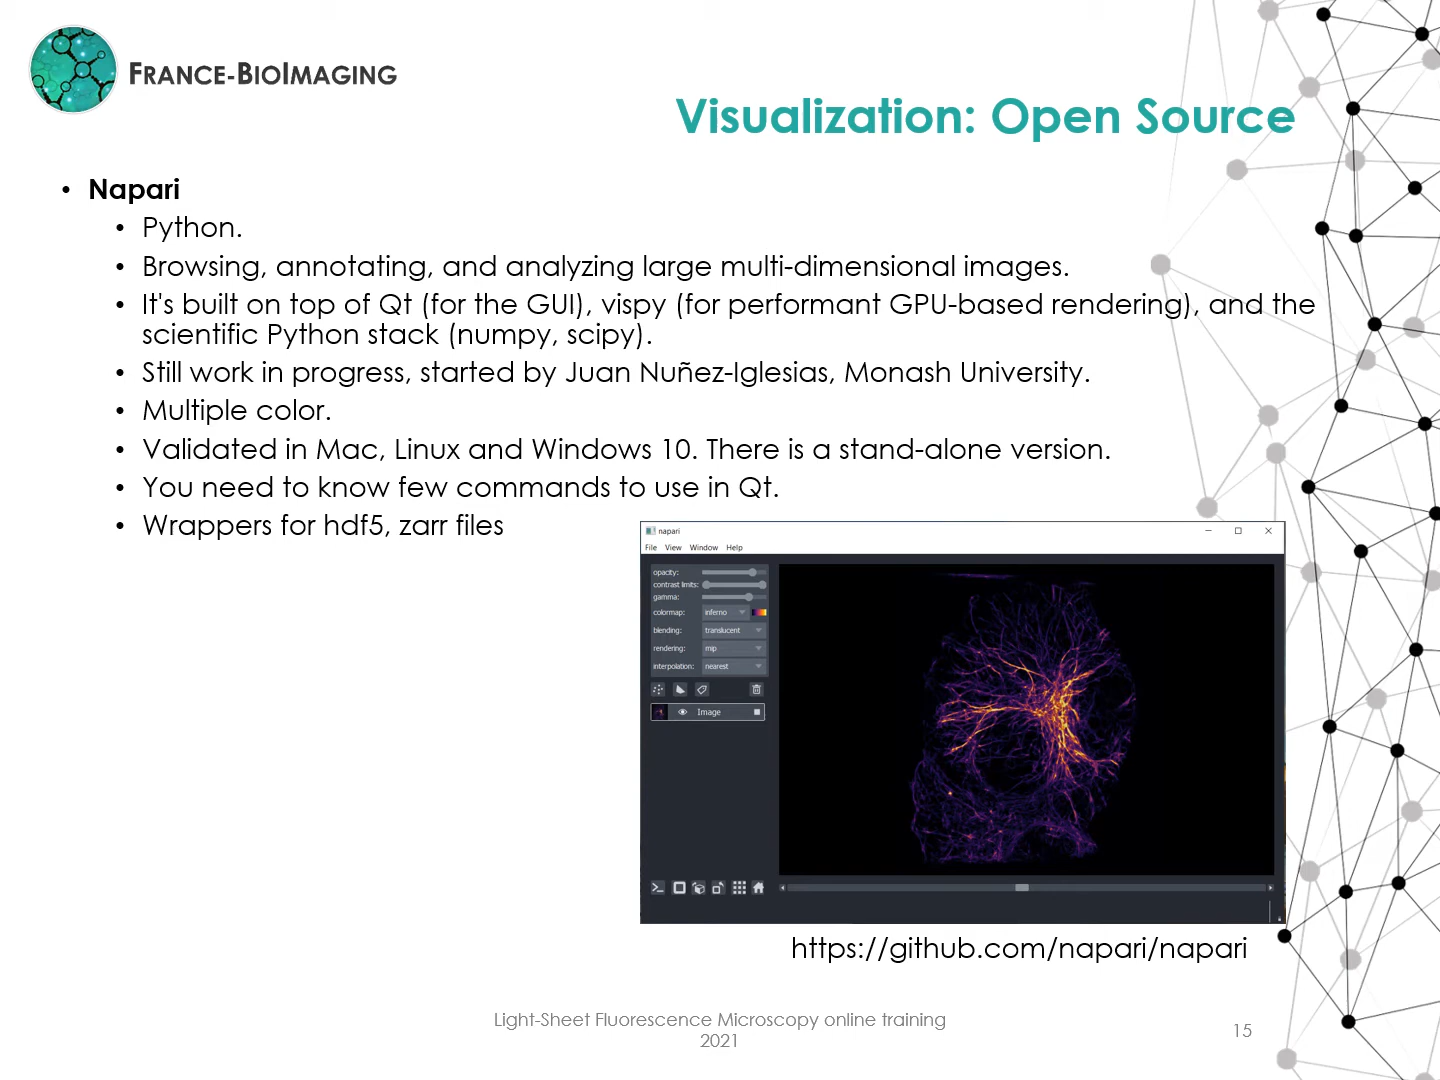 FRANCE-BIOIMAGING
Visualization: Open Source
• Napari
• Python.
• Browsing, annotating, and analyzing large multi-dimensional images.
• It's built on top of Qt (for the GUI), vispy (for performant GPU-based rendering), and the
scientific Python stack (numpy, scipy).
• Still work in progress, started by Juan Nuñez-Iglesias, Monash University.
• Multiple color.
• Validated in Mac, Linux and Windows 10. There is a stand-alone version.
• You need to know few commands to use in Qt.
• Wrappers for hdf5, zarr files
napari
File View Window Help
opacity:
contrast limits:
gamma:
colormap: inferno
blending: translucent
rendering: mip
interpolation: nearest
Image
https://github.com/napari/napari
Light-Sheet Fluorescence Microscopy online training
2021
15